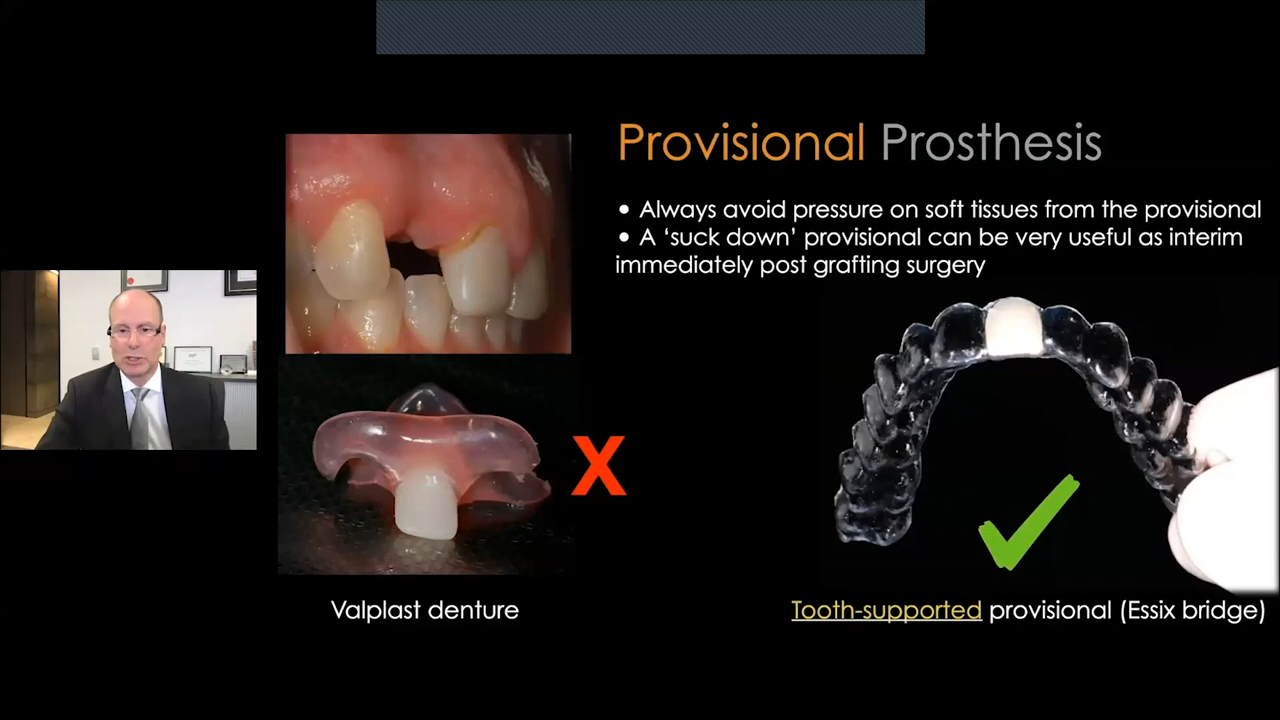 Provisional Prosthesis
• Always avoid pressure on soft tissues from the provisional
• A ‘suck down’ provisional can be very useful as interim
immediately post grafting surgery
X
Valplast denture
Tooth-supported provisional (Essix bridge)